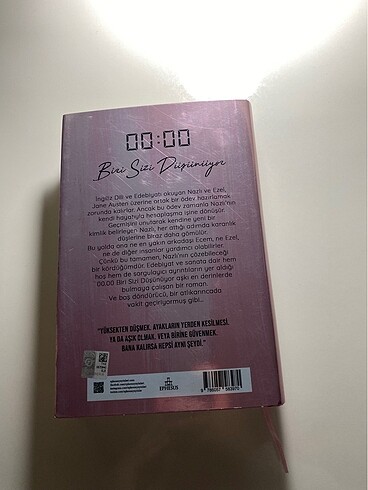 00:00
Biri Sizi Düşünüyor
İngiliz Dili ve Edebiyatı okuyan Nazlı ve Ezel,
Jane Austen üzerine ortak bir ödev hazırlamak
zorunda kalırlar. Ancak bu ödev zamanla Nazlı'nın
kendi hayatıyla hesaplaşma işine dönüşür.
Geçmişini unutarak kendine yeni bir
kimlik belirleyen Nazlı, her attığı adımda karanlık
düşlerine biraz daha gömülür.
Bu yolda ona ne en yakın arkadaşı Ecem, ne Ezel,
ne de diğer insanlar yardımcı olabilirler.
Çünkü bu tamamen, Nazlı'nın çözebileceği
bir kördüğümdür. Edebiyat ve sanata dair hem
hoş hem de sorgulayıcı ayrıntıların yer aldığı
00.00 Biri Sizi Düşünüyor aşkı en derinlerde
bulmaya çalışan bir roman.
Ve baş döndürücü, bir atlıkarıncada
vakit geçiriyormuş gibi...
"YÜKSEKTEN DÜŞMEK, AYAKLARIN YERDEN KESİLMESİ,
YA DA AŞIK OLMAK, VEYA BİRİNE GÜVENMEK..
BANA KALIRSA HEPSİ AYNI ŞEYDİ."
EPHESUS